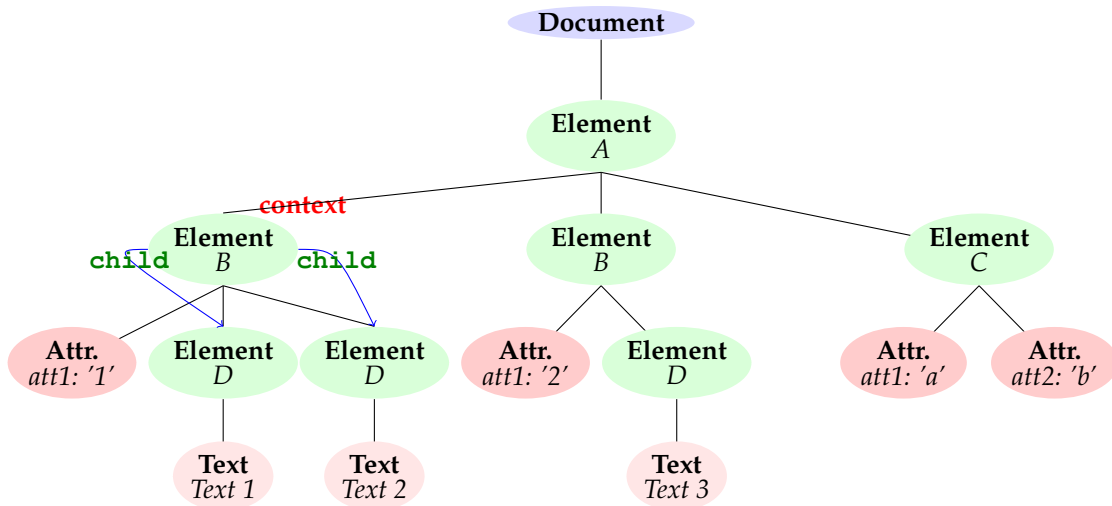 Document
Element
A
context
Element
B
child
child
Element
B
Element
C
Attr.
att1: '1'
Element
D
Element
D
Attr.
att1: '2'
Element
D
Attr.
att1: 'a'
Attr.
att2: 'b'
Text
Text 1
Text
Text 2
Text
Text 3